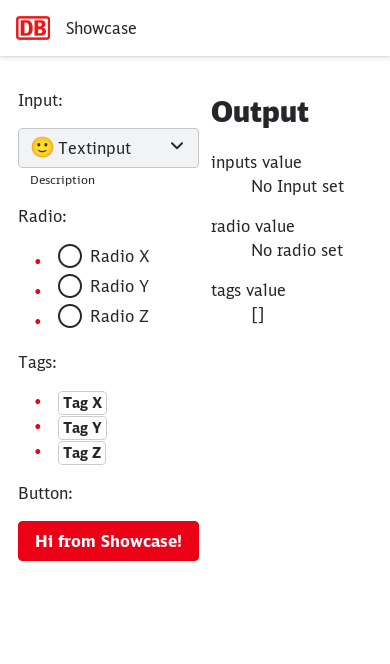 DB Showcase
Input:
🙂 Textinput
Description
Radio:
Radio X
Radio Y
Radio Z
Tags:
Tag X
Tag Y
Tag Z
Button:
Hi from Showcase!
Output
inputs value
No Input set
radio value
No radio set
tags value
[]